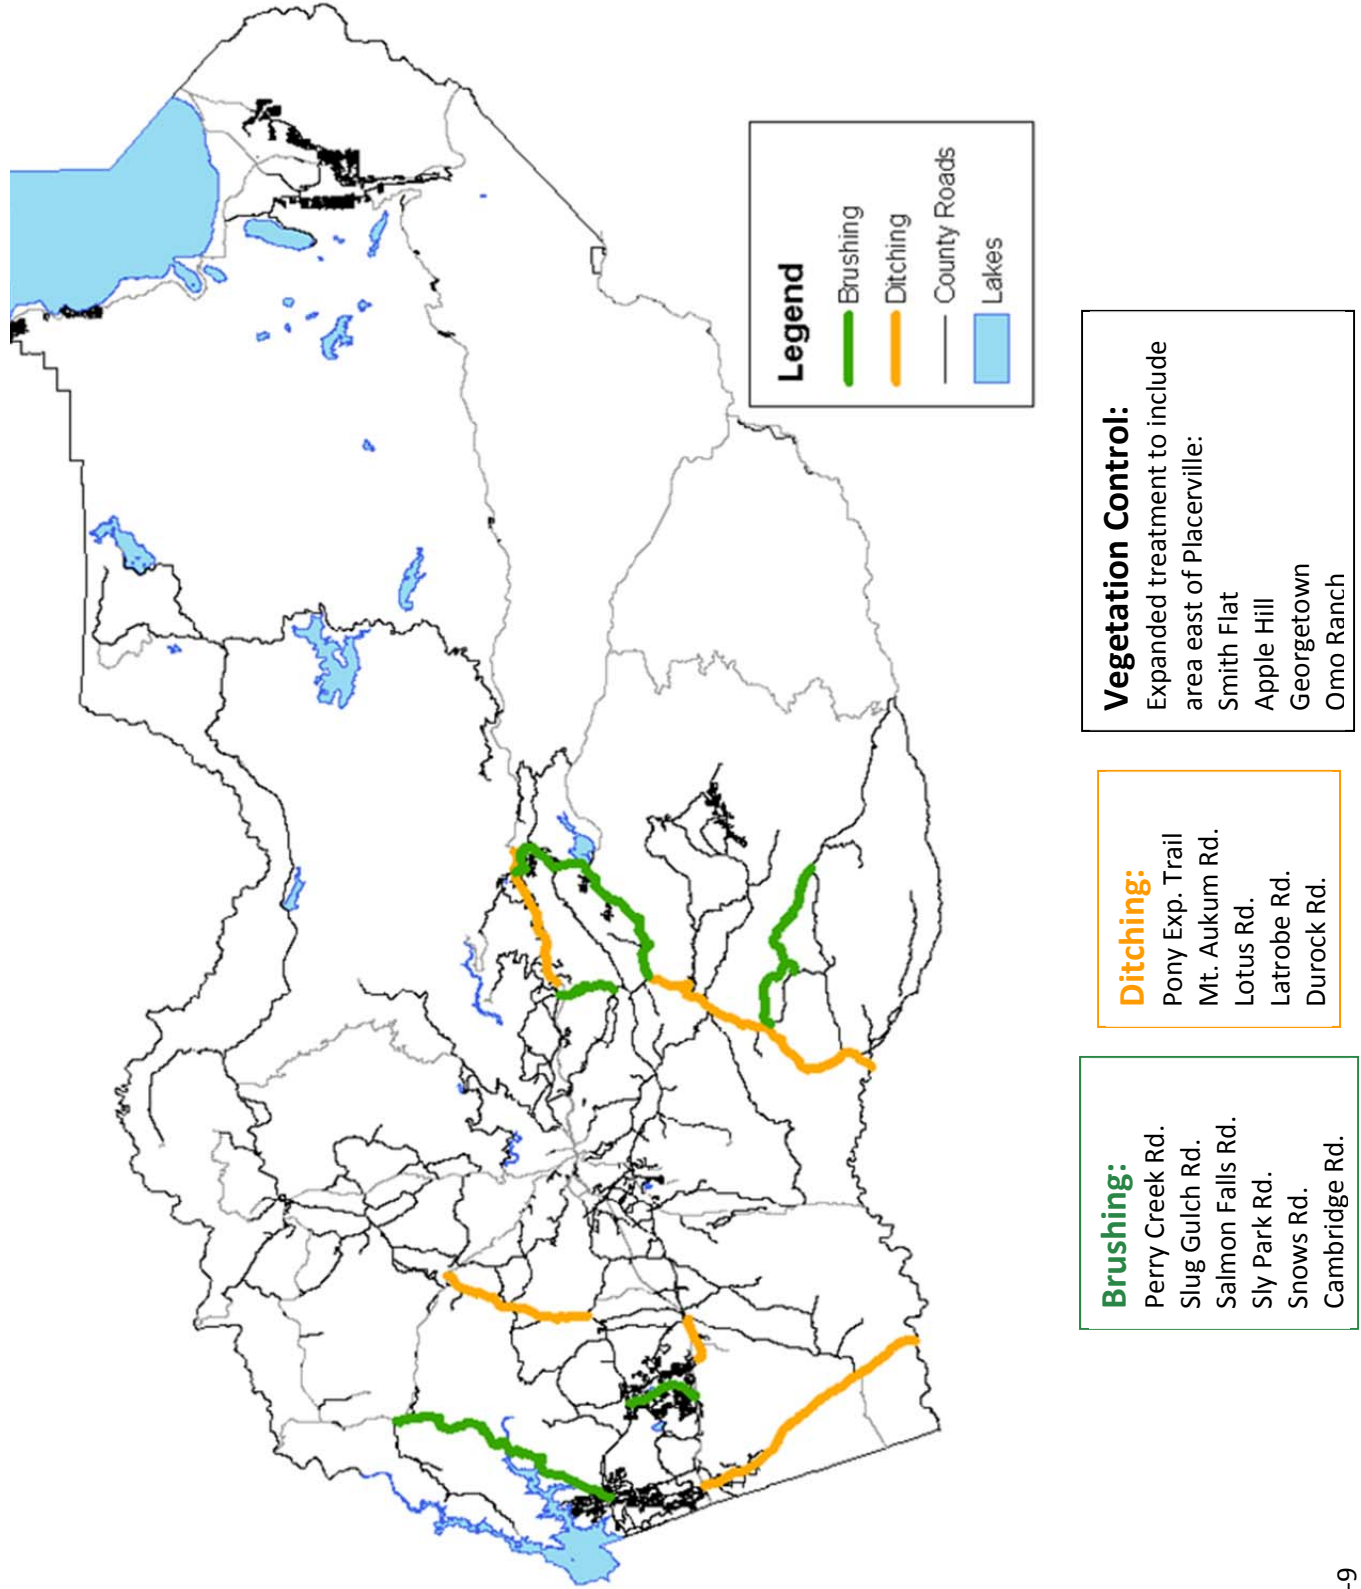 Legend
Brushing
Ditching
County Roads
Lakes
Brushing:
Perry Creek Rd.
Slug Gulch Rd.
Salmon Falls Rd.
Sly Park Rd.
Snows Rd.
Cambridge Rd.
Ditching:
Pony Exp. Trail
Mt. Aukum Rd.
Lotus Rd.
Latrobe Rd.
Durock Rd.
Vegetation Control:
Expanded treatment to include
area east of Placerville:
Smith Flat
Apple Hill
Georgetown
Omo Ranch
-9